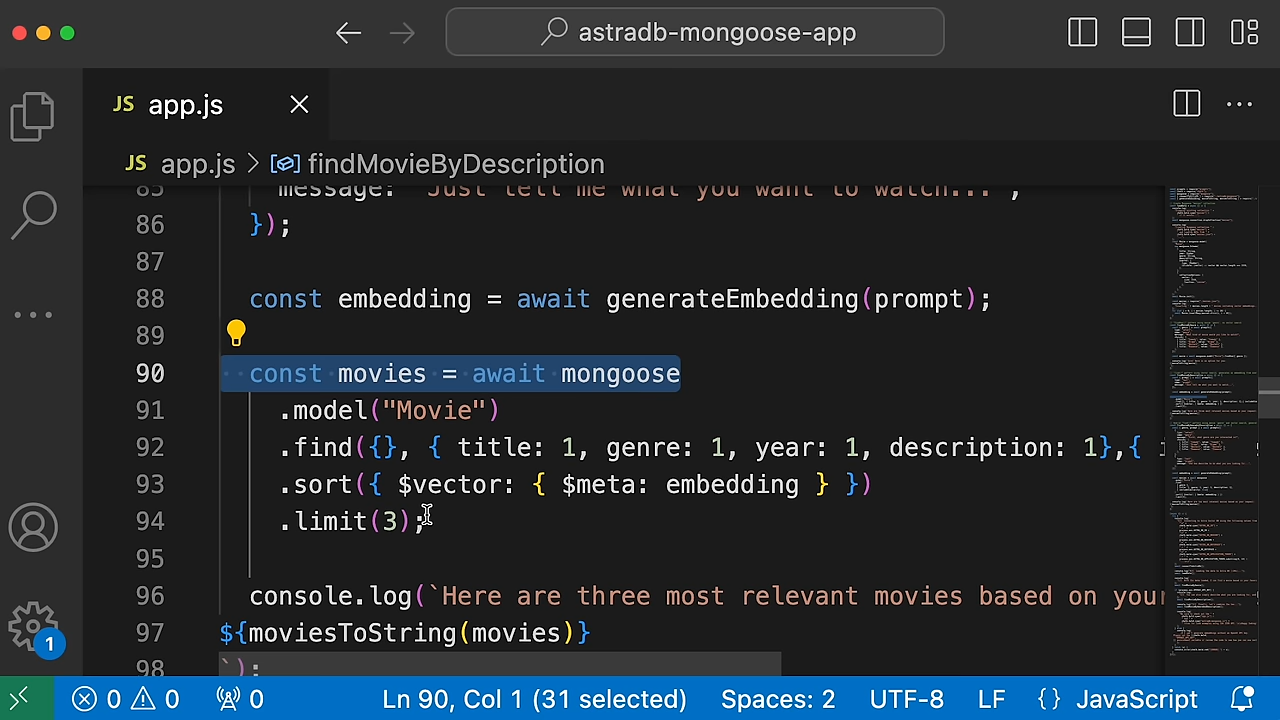 astradb-mongoose-app
JS app.js
JS app.js > findMovieByDescription
85 message: "Just tell me what you want to watch...",
86 });
87
88 const embedding = await generateEmbedding(prompt);
89
90 const movies = await mongoose
91 .model("Movie")
92 .find({}, { title: 1, genre: 1, year: 1, description: 1},{
93 .sort({ $vector: { $meta: embedding } })
94 .limit(3);
95
96 console.log(`Here are three most relevant movies based on your
97 ${moviesToString(movies)}
98 `);
1
0 0 0 Ln 90, Col 1 (31 selected) Spaces: 2 UTF-8 LF {} JavaScript